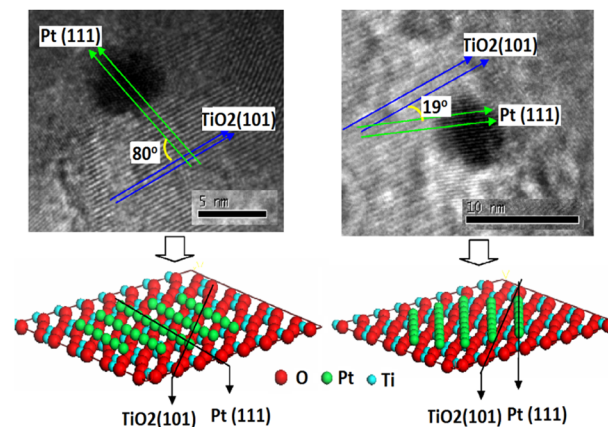 Pt (111)
TiO2(101)
80º
5 nm
TiO2(101)
19º
Pt (111)
10 nm
O Pt Ti
TiO2(101) Pt (111)
TiO2(101) Pt (111)